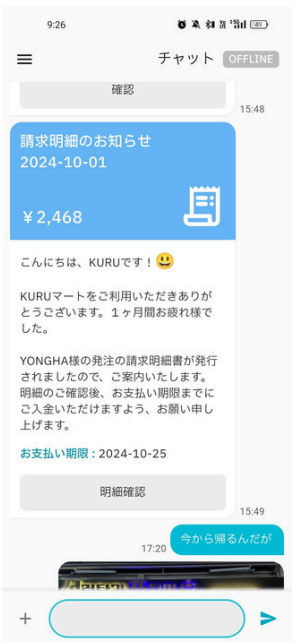 9:26
49
チャット OFFLINE
確認
15:48
請求明細のお知らせ
2024-10-01
¥2,468
こんにちは、KURUです!😃
KURUマートをご利用いただきありが
とうございます。1ヶ月間お疲れ様で
した。
YONGHA様の発注の請求明細書が発行
されましたので、ご案内いたします。
明細のご確認後、お支払い期限までに
ご入金いただけますよう、お願い申し
上げます。
お支払い期限 : 2024-10-25
明細確認
15:49
今から帰るんだが
17:20